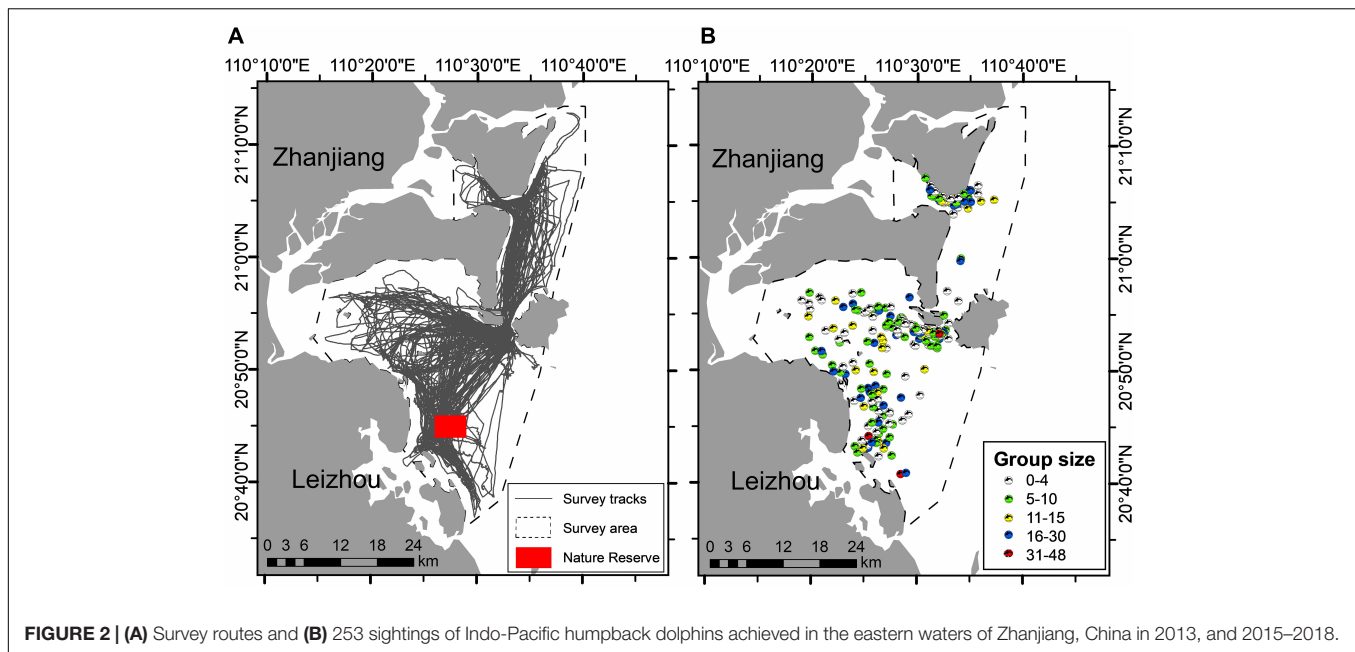 A
B
110°10'0"E 110°20'0"E 110°30'0"E 110°40'0"E
110°10'0"E 110°20'0"E 110°30'0"E 110°40'0"E
21°10'0"N
21°0'0"N
20°50'0"N
20°40'0"N
Zhanjiang
Leizhou
Survey tracks
Survey area
Nature Reserve
0 3 6 12 18 24
km
Zhanjiang
Leizhou
Group size
0-4
5-10
11-15
16-30
31-48
0 3 6 12 18 24
km
21°10'0"N
21°0'0"N
20°50'0"N
20°40'0"N
FIGURE 2 | (A) Survey routes and (B) 253 sightings of Indo-Pacific humpback dolphins achieved in the eastern waters of Zhanjiang, China in 2013, and 2015–2018.